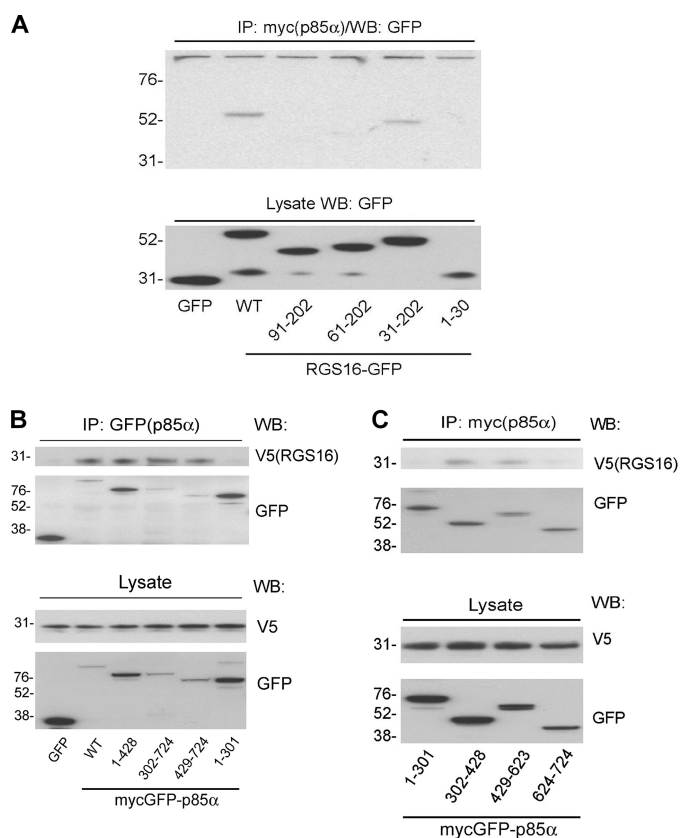 A
IP: myc(p85α)/WB: GFP
76-
52-
31-
Lysate WB: GFP
52-
31-
GFP WT 91-202 61-202 31-202 1-30
RGS16-GFP
B
IP: GFP(p85α) WB:
31- V5(RGS16)
76-
52- GFP
38-
Lysate WB:
31- V5
76- GFP
52-
38-
GFP WT 1-428 302-724 429-724 1-301
mycGFP-p85α
C
IP: myc(p85α) WB:
31- V5(RGS16)
76- GFP
52-
38-
Lysate WB:
31- V5
76-
52- GFP
38-
1-301 302-428 429-623 624-724
mycGFP-p85α